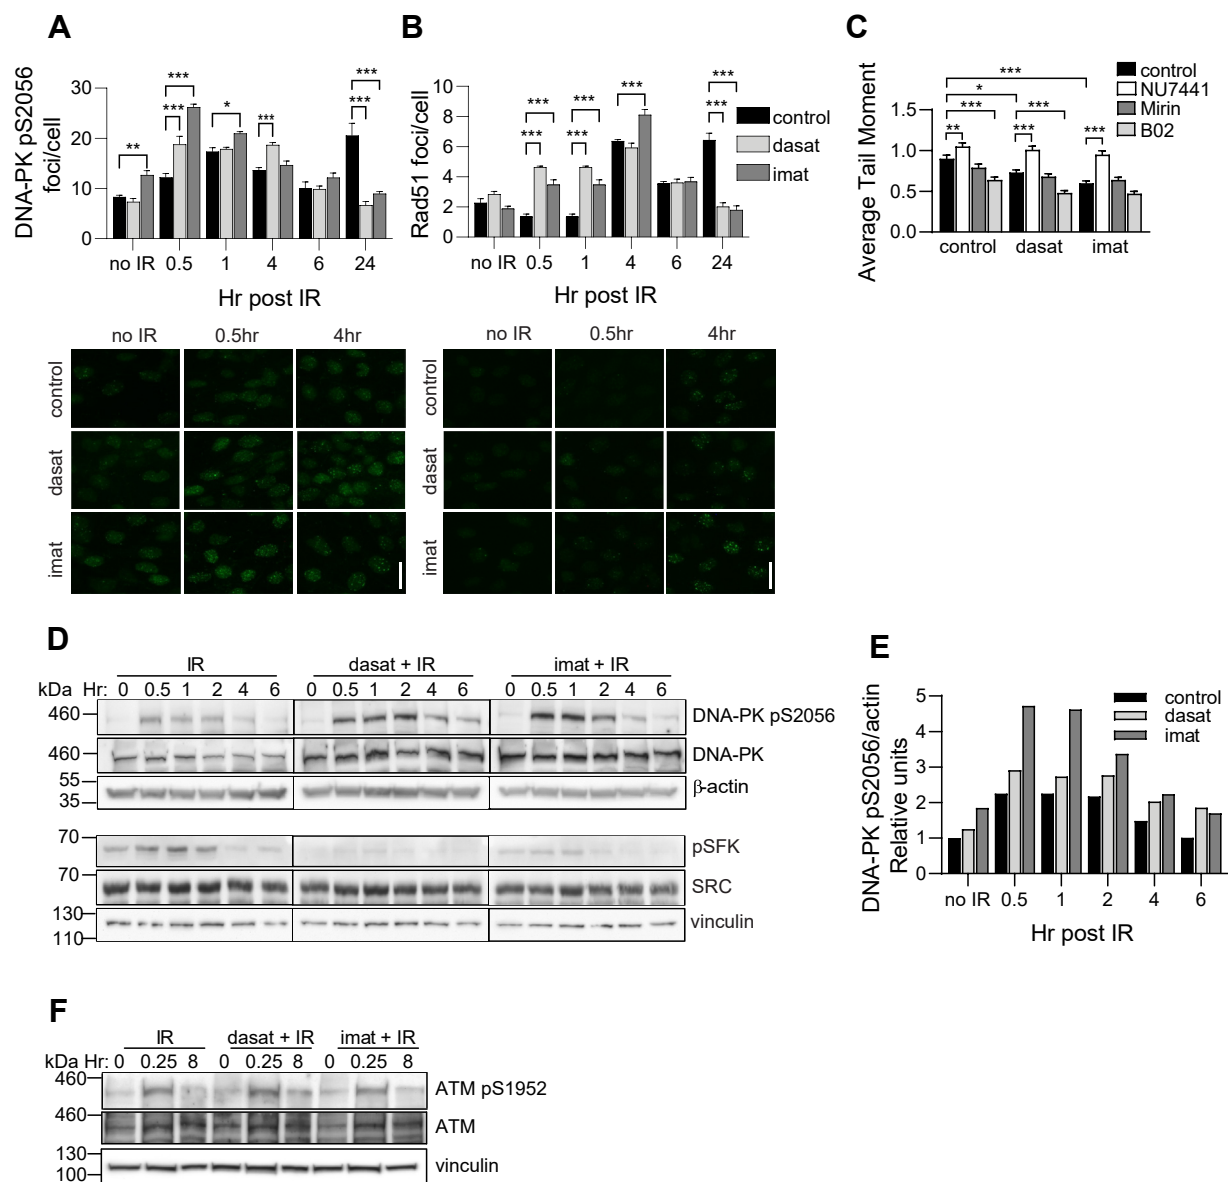 A
DNA-PK pS2056
foci/cell
30
20
10
0
**
***
***
*
***
***
***
no IR 0.5 1 4 6 24
Hr post IR
B
Rad51 foci/cell
10
8
6
4
2
0
***
***
***
***
***
***
***
no IR 0.5 1 4 6 24
Hr post IR
control
dasat
imat
C
Average Tail Moment
1.5
1.0
0.5
0.0
***
*
***
**
***
***
***
control dasat imat
control
NU7441
Mirin
B02
no IR 0.5hr 4hr
control
dasat
imat
no IR 0.5hr 4hr
control
dasat
imat
D
IR dasat + IR imat + IR
kDa Hr: 0 0.5 1 2 4 6 0 0.5 1 2 4 6 0 0.5 1 2 4 6
460 DNA-PK pS2056
460 DNA-PK
55
35
β-actin
70 pSFK
70
SRC
130
110
vinculin
E
DNA-PK pS2056/actin
Relative units
5
4
3
2
1
0
no IR 0.5 1 2 4 6
Hr post IR
control
dasat
imat
F
IR dasat + IR imat + IR
kDa Hr: 0 0.25 8 0 0.25 8 0 0.25 8
460
ATM pS1952
460
ATM
130
100
vinculin